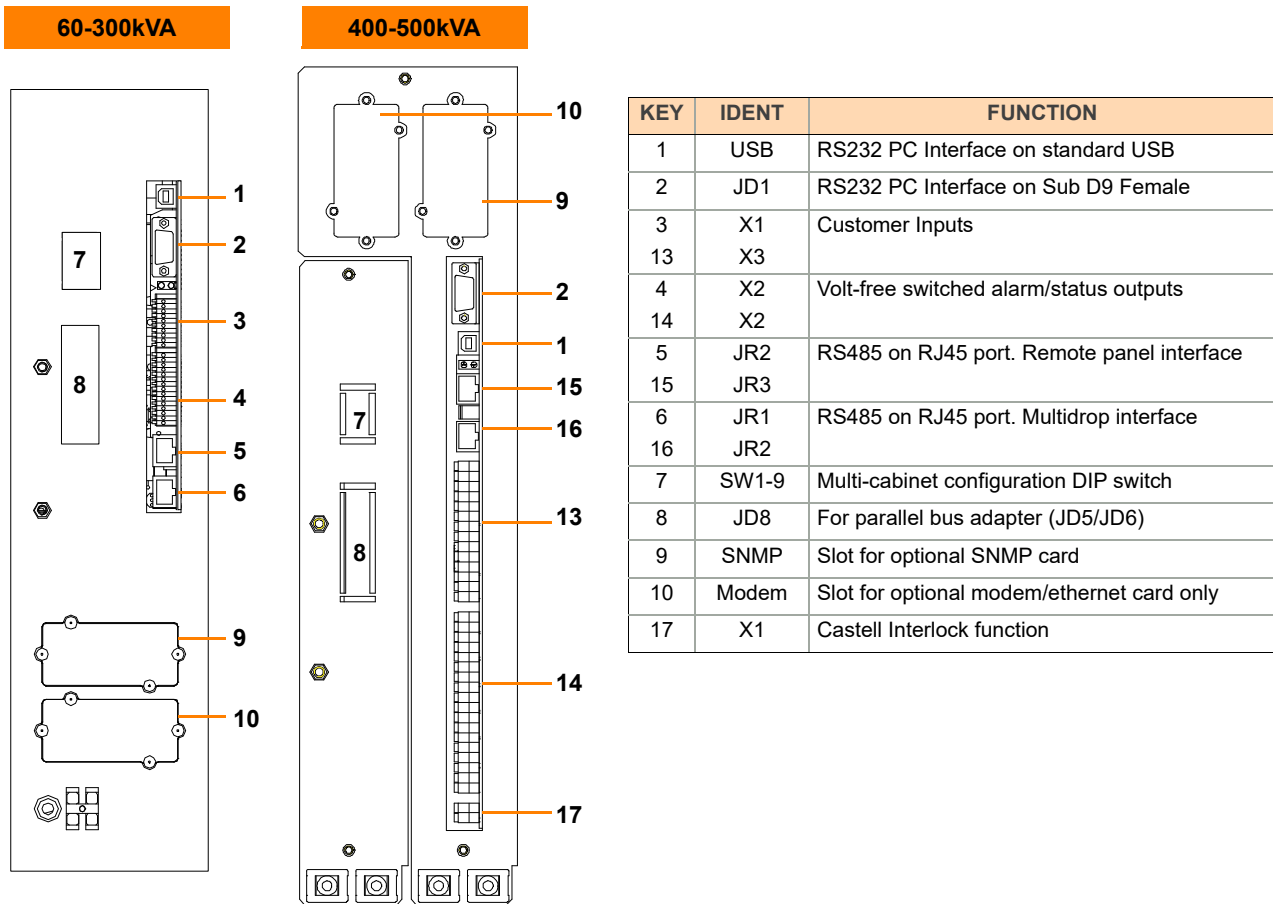 60-300kVA
400-500kVA
1
2
3
4
5
6
7
8
9
10
10
9
2
1
15
16
13
14
17
7
8
KEY IDENT FUNCTION
1 USB RS232 PC Interface on standard USB
2 JD1 RS232 PC Interface on Sub D9 Female
3 X1 Customer Inputs
13 X3
4 X2 Volt-free switched alarm/status outputs
14 X2
5 JR2 RS485 on RJ45 port. Remote panel interface
15 JR3
6 JR1 RS485 on RJ45 port. Multidrop interface
16 JR2
7 SW1-9 Multi-cabinet configuration DIP switch
8 JD8 For parallel bus adapter (JD5/JD6)
9 SNMP Slot for optional SNMP card
10 Modem Slot for optional modem/ethernet card only
17 X1 Castell Interlock function